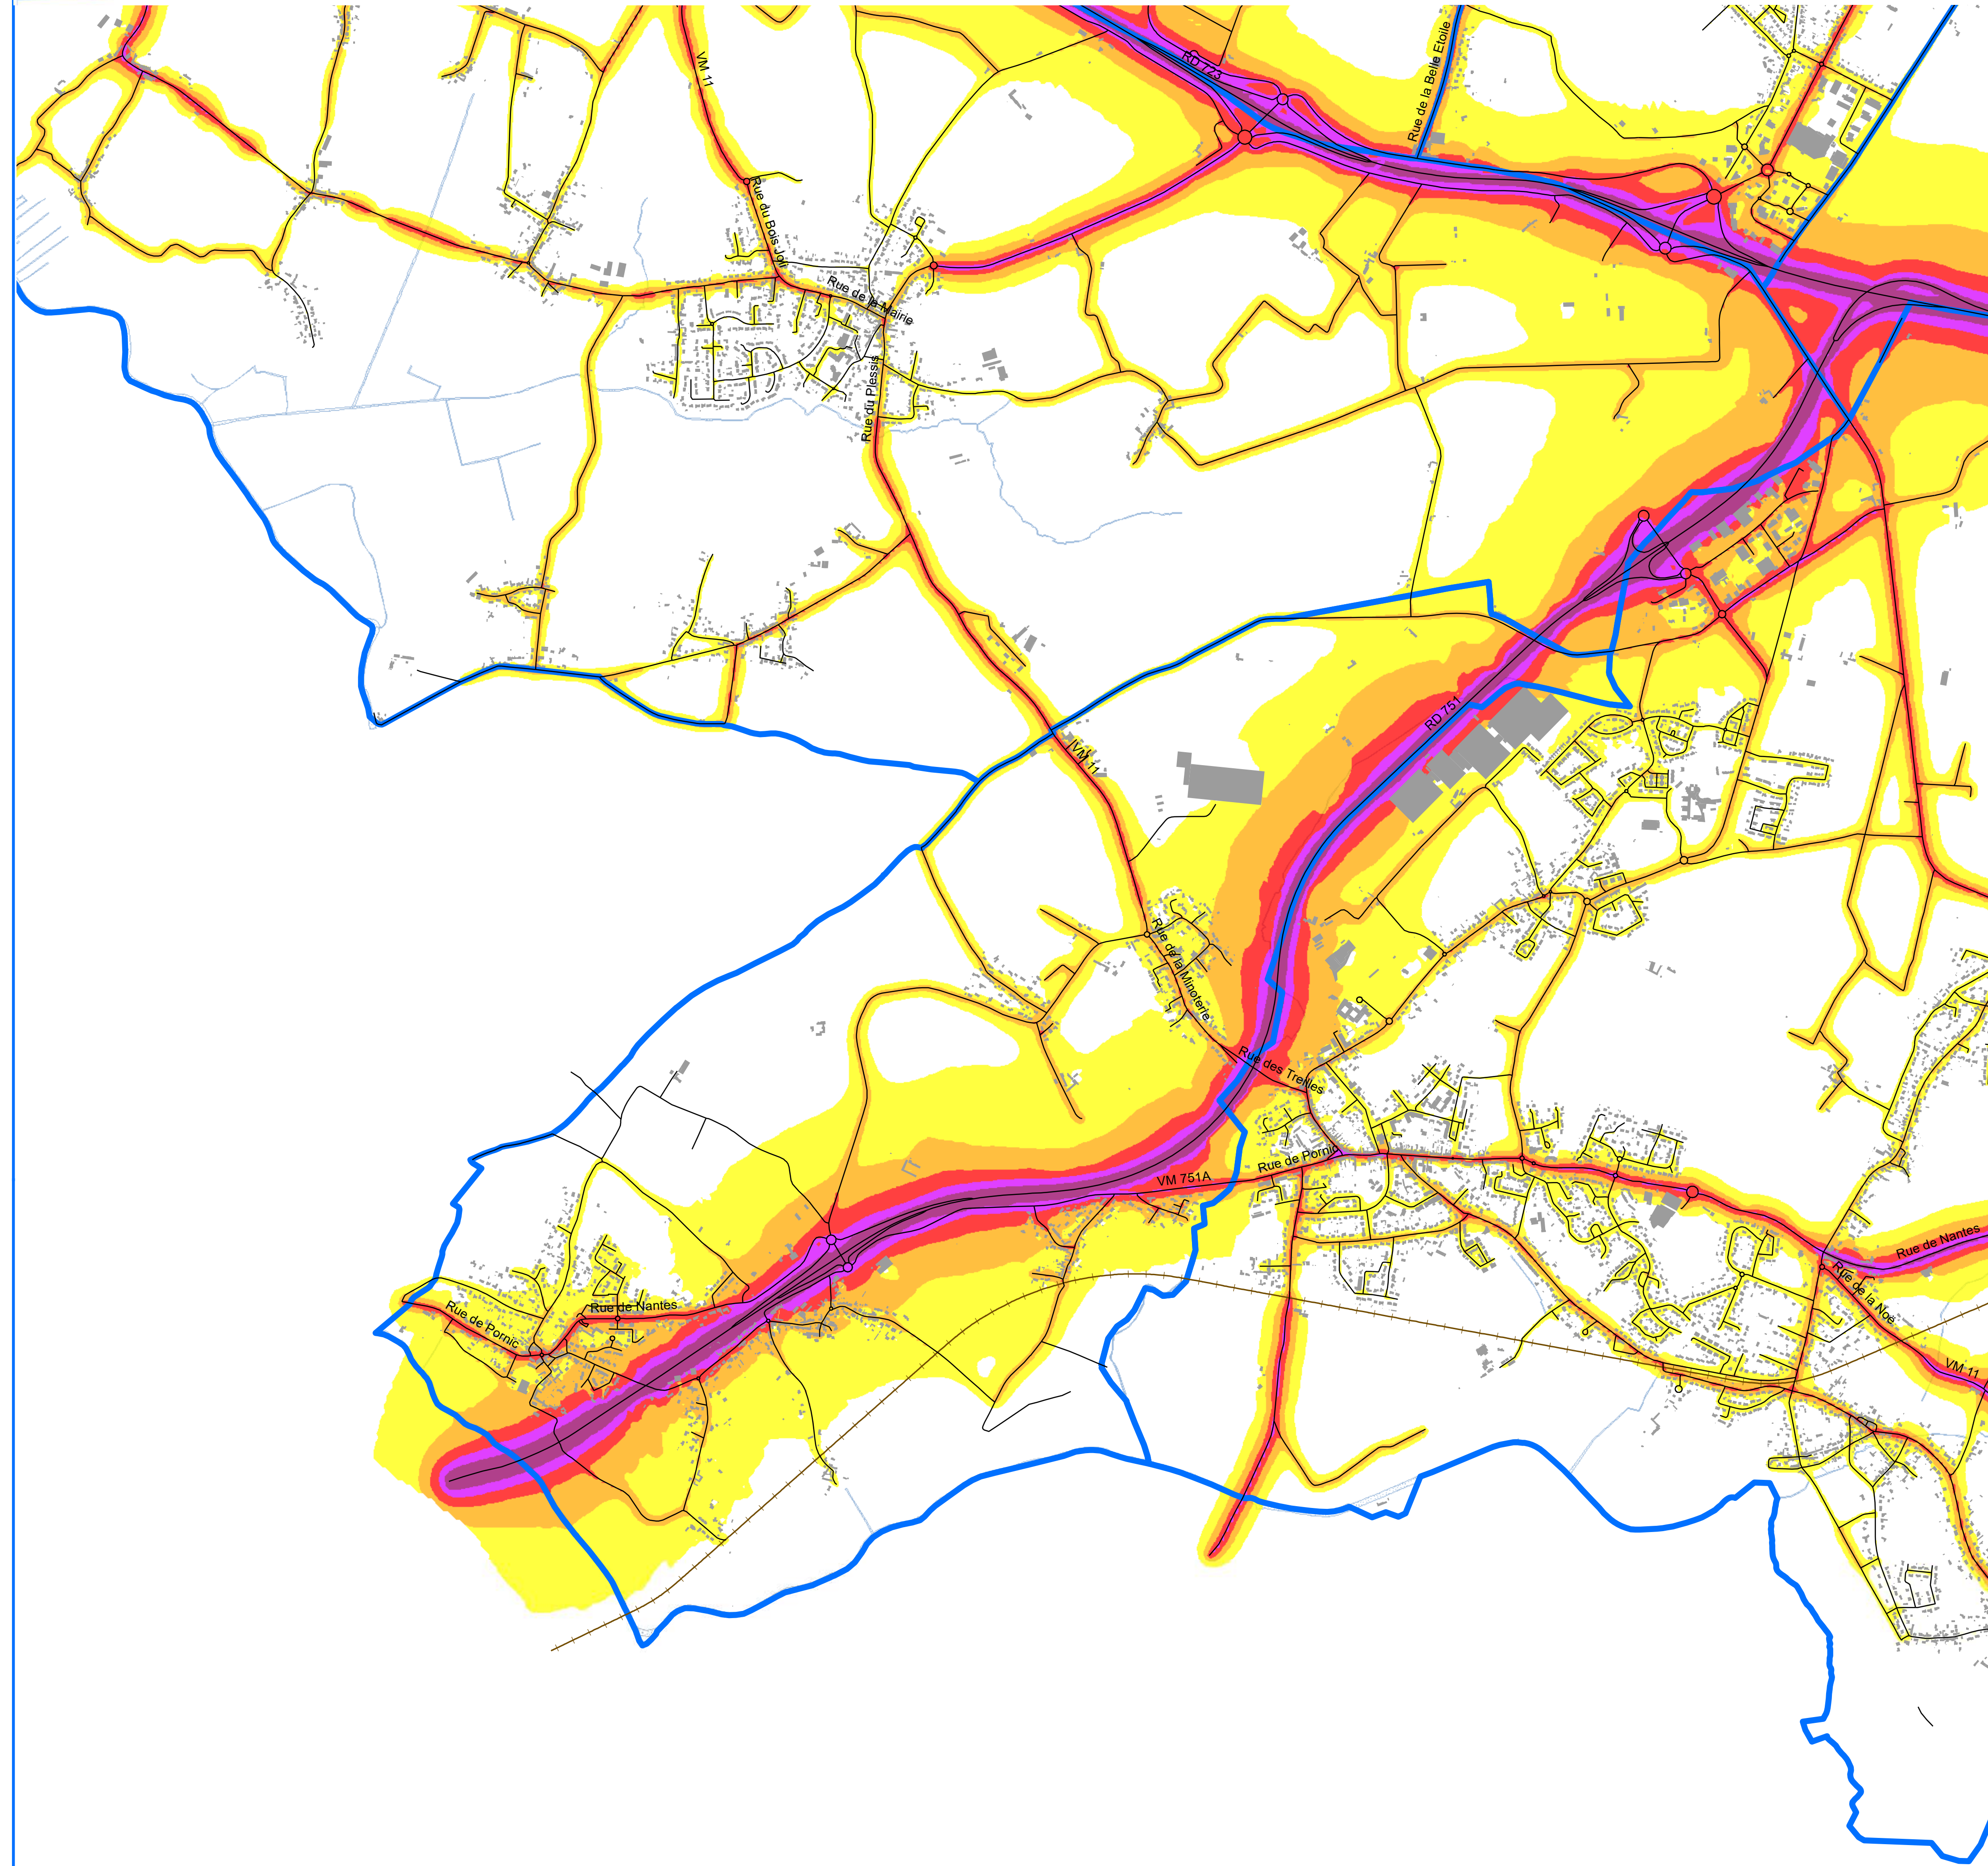 RD 723
Rue de la Belle Etoile
VM 11
Rue du Bois Joli
Rue de la Mairie
Rue du Plessis
RD 751
VM 11
Rue de la Minoterie
Rue des Treilles
Rue de Pornic
VM 751A
Rue de Nantes
Rue de la Noë
Rue de Nantes
Rue de Pornic
VM 11